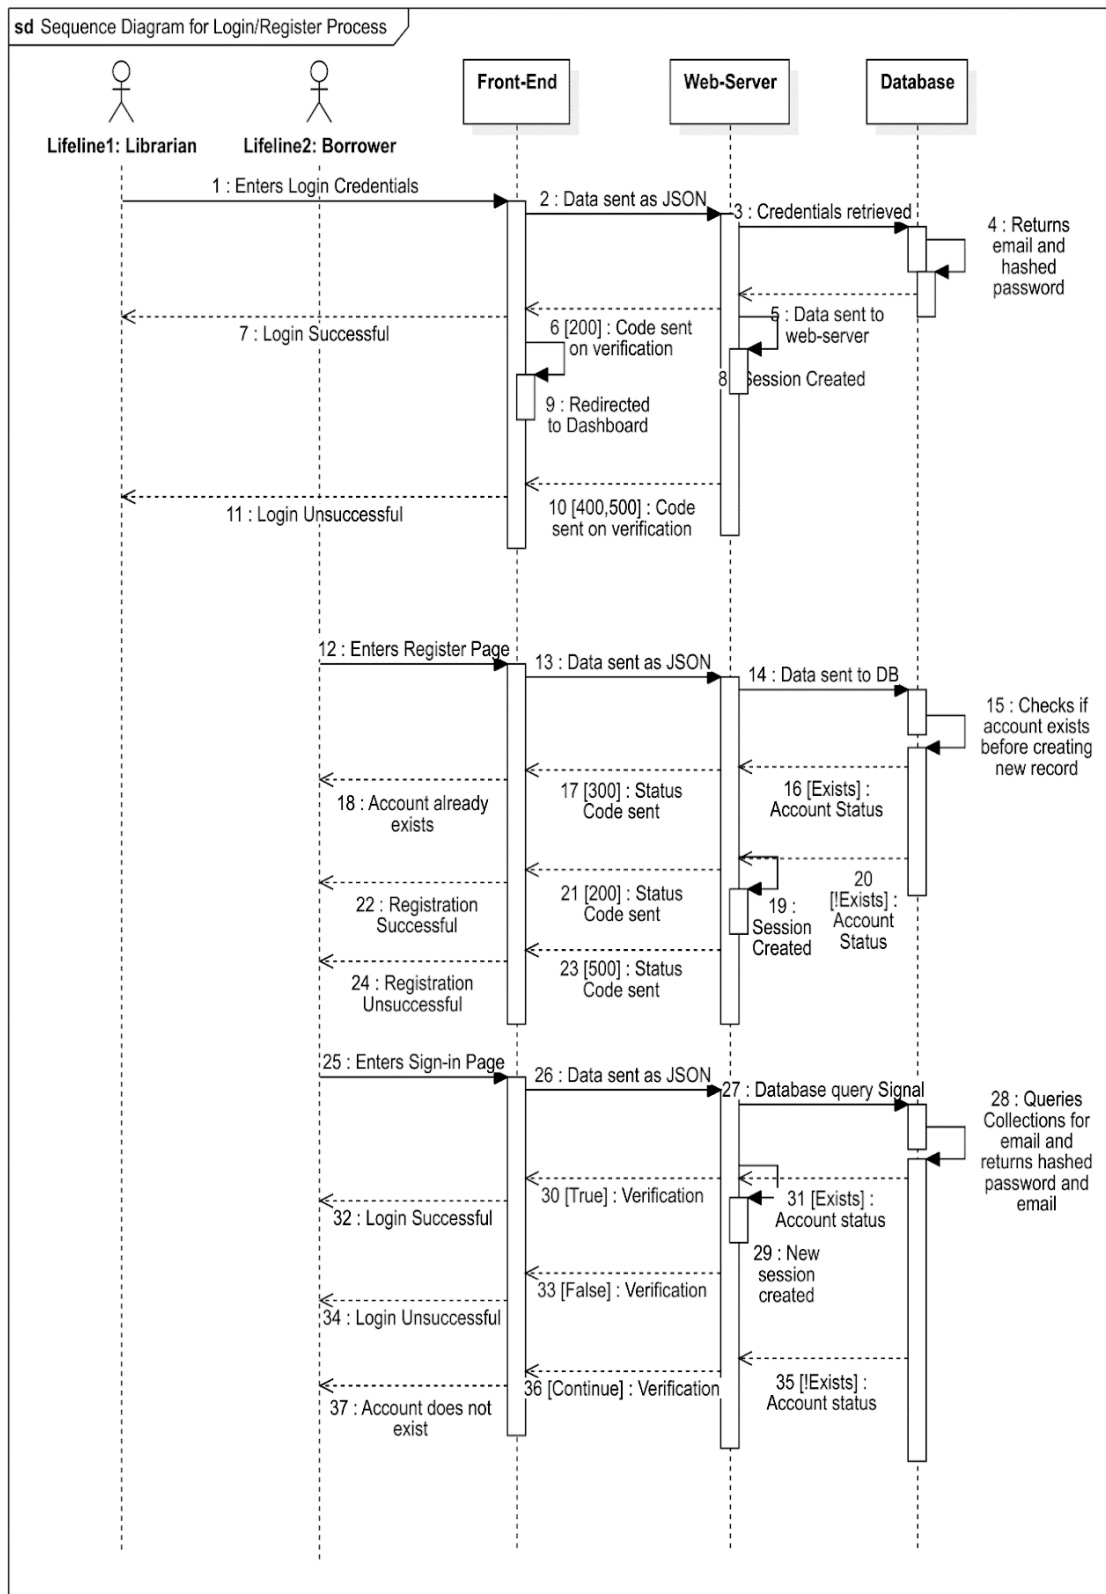 sd Sequence Diagram for Login/Register Process
Front-End
Web-Server
Database
Lifeline1: Librarian
Lifeline2: Borrower
1 : Enters Login Credentials
2 : Data sent as JSON
3 : Credentials retrieved
4 : Returns
email and
hashed
password
5 : Data sent to
web-server
6 [200] : Code sent
on verification
7 : Login Successful
8 : Session Created
9 : Redirected
to Dashboard
10 [400,500] : Code
sent on verification
11 : Login Unsuccessful
12 : Enters Register Page
13 : Data sent as JSON
14 : Data sent to DB
15 : Checks if
account exists
before creating
new record
16 [Exists] :
Account Status
17 [300] : Status
Code sent
18 : Account already
exists
20
[!Exists] :
Account
Status
19 :
Session
Created
21 [200] : Status
Code sent
22 : Registration
Successful
23 [500] : Status
Code sent
24 : Registration
Unsuccessful
25 : Enters Sign-in Page
26 : Data sent as JSON
27 : Database query Signal
28 : Queries
Collections for
email and
returns hashed
password and
email
30 [True] : Verification
31 [Exists] :
Account status
32 : Login Successful
29 : New
session
created
33 [False] : Verification
34 : Login Unsuccessful
35 [!Exists] :
Account status
36 [Continue] : Verification
37 : Account does not
exist